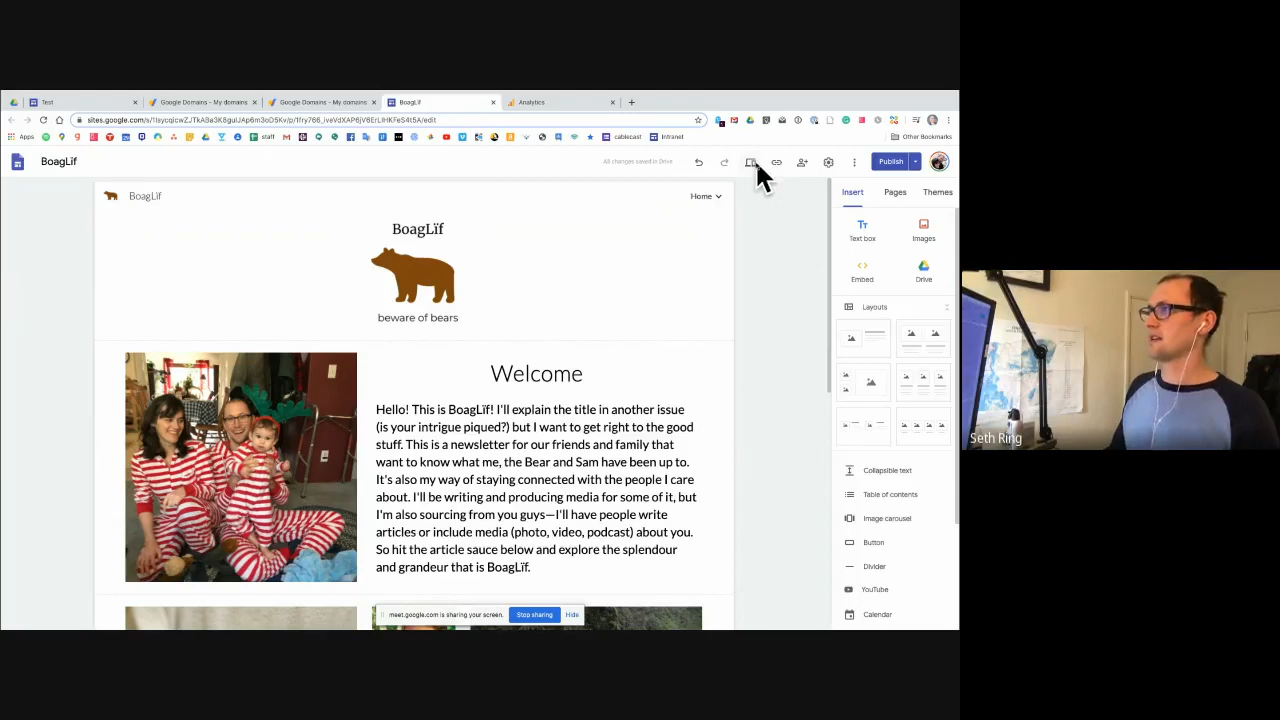 Test
Google Domains - My domains
Google Domains - My domains
BoagLif
Analytics
Apps
staff
cablecast
Intranet
Other Bookmarks
BoagLif
All changes saved in Drive
Publish
BoagLïf
Home
BoagLïf
beware of bears
Welcome
Hello! This is BoagLïf! I'll explain the title in another issue
(is your intrigue piqued?) but I want to get right to the good
stuff. This is a newsletter for our friends and family that
want to know what me, the Bear and Sam have been up to.
It's also my way of staying connected with the people I care
about. I'll be writing and producing media for some of it, but
I'm also sourcing from you guys—I'll have people write
articles or include media (photo, video, podcast) about you.
So hit the article sauce below and explore the splendour
and grandeur that is BoagLïf.
meet.google.com is sharing your screen.
Stop sharing
Hide
Insert
Pages
Themes
Text box
Images
Embed
Drive
Layouts
Collapsible text
Table of contents
Image carousel
Button
Divider
YouTube
Calendar
Seth Ring